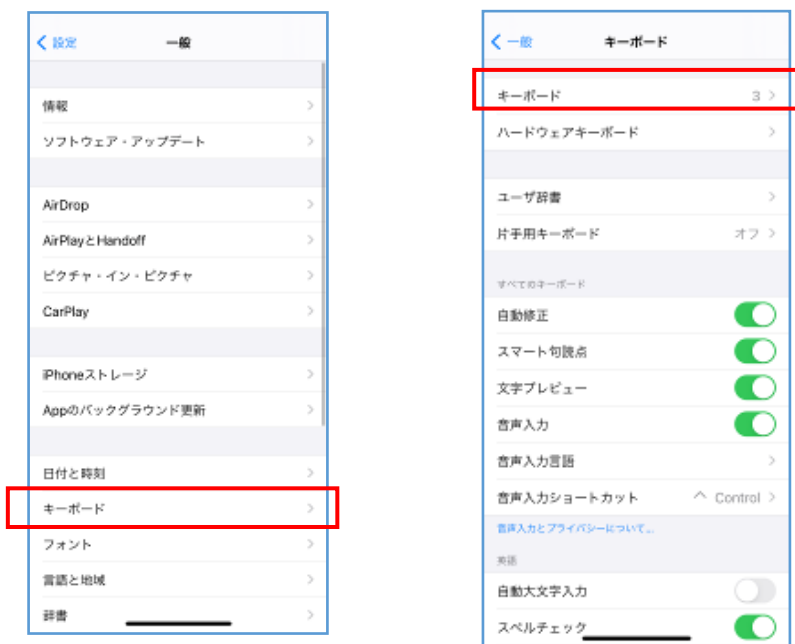 設定
一般
情報
ソフトウェア・アップデート
AirDrop
AirPlayとHandoff
ピクチャ・イン・ピクチャ
CarPlay
iPhoneストレージ
Appのバックグラウンド更新
日付と時刻
キーボード
フォント
言語と地域
辞書
一般
キーボード
キーボード 3
ハードウェアキーボード
ユーザ辞書
片手用キーボード オフ
すべてのキーボード
自動修正
スマート句読点
文字プレビュー
音声入力
音声入力言語
音声入力ショートカット ^ Control
音声入力とプライバシーについて...
英語
自動大文字入力
スペルチェック